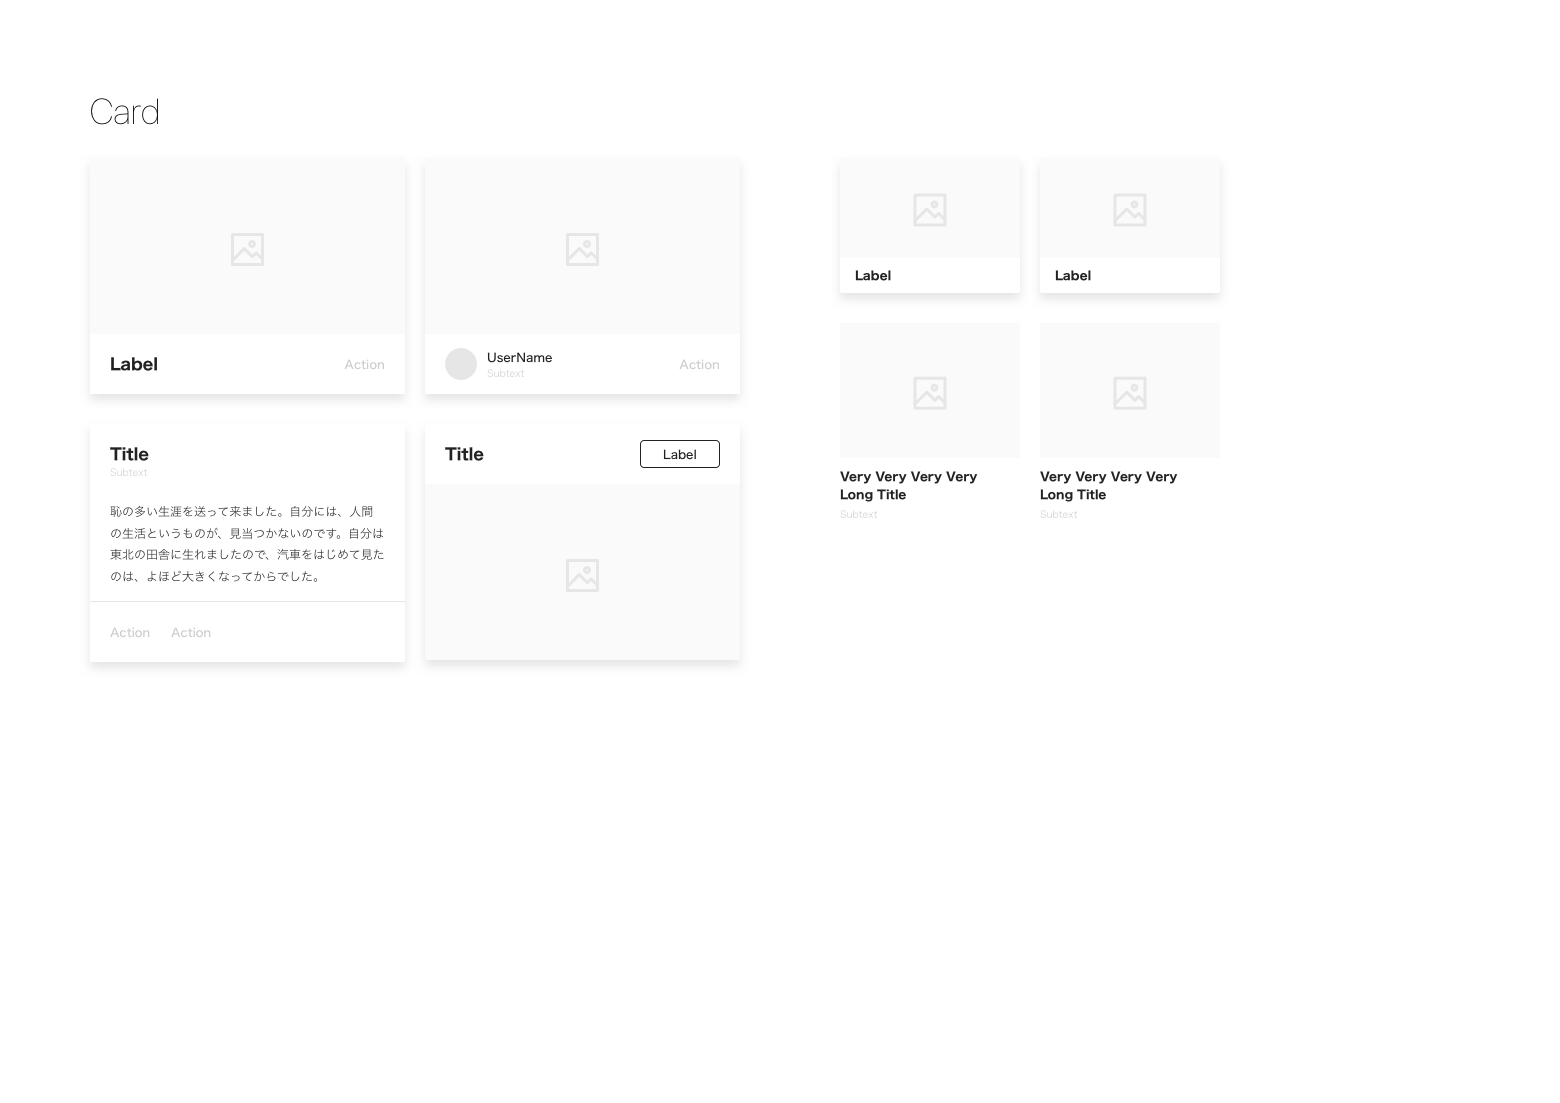 Card
Label
Action
UserName
Subtext
Action
Title
Subtext
恥の多い生涯を送って来ました。自分には、人間
の生活というものが、見当つかないのです。自分は
東北の田舎に生れましたので、汽車をはじめて見た
のは、よほど大きくなってからでした。
Action Action
Title
Label
Label
Label
Very Very Very Very
Long Title
Subtext
Very Very Very Very
Long Title
Subtext